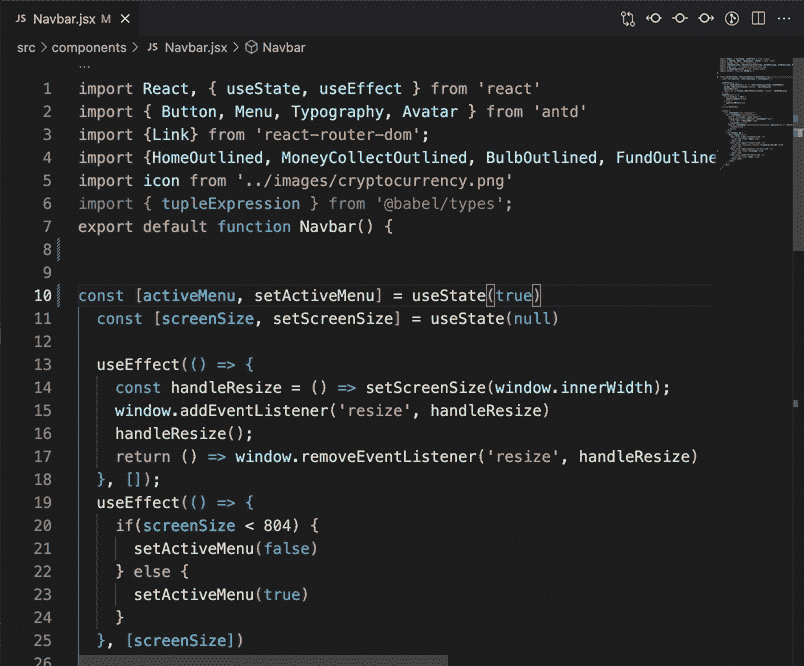 JS Navbar.jsx M ×
src > components > JS Navbar.jsx > Navbar
...
1 import React, { useState, useEffect } from 'react'
2 import { Button, Menu, Typography, Avatar } from 'antd'
3 import {Link} from 'react-router-dom';
4 import {HomeOutlined, MoneyCollectOutlined, BulbOutlined, FundOutline
5 import icon from '../images/cryptocurrency.png'
6 import { tupleExpression } from '@babel/types';
7 export default function Navbar() {
8
9
10 const [activeMenu, setActiveMenu] = useState(true)
11 const [screenSize, setScreenSize] = useState(null)
12
13 useEffect(() => {
14 const handleResize = () => setScreenSize(window.innerWidth);
15 window.addEventListener('resize', handleResize)
16 handleResize();
17 return () => window.removeEventListener('resize', handleResize)
18 }, []);
19 useEffect(() => {
20 if(screenSize < 804) {
21 setActiveMenu(false)
22 } else {
23 setActiveMenu(true)
24 }
25 }, [screenSize])
26